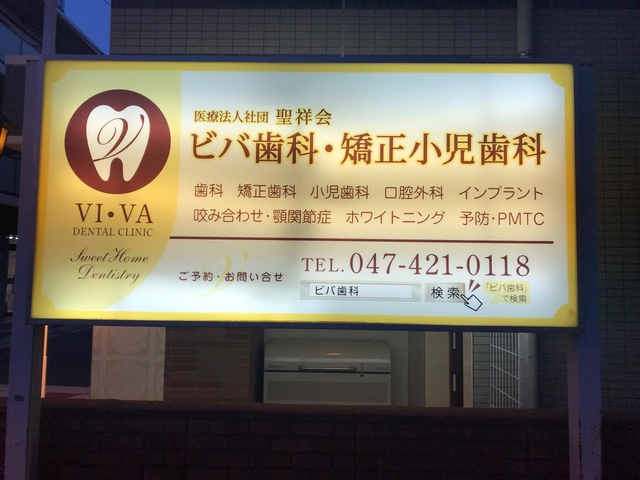 V
VI・VA
DENTAL CLINIC
Sweet Home
Dentistry
医療法人社団 聖祥会
ビバ歯科・矯正小児歯科
歯科 矯正歯科 小児歯科 口腔外科 インプラント
咬み合わせ・顎関節症 ホワイトニング 予防・PMTC
ご予約・お問い合せ
TEL.047-421-0118
ビバ歯科 検索
「ビバ歯科」
で検索